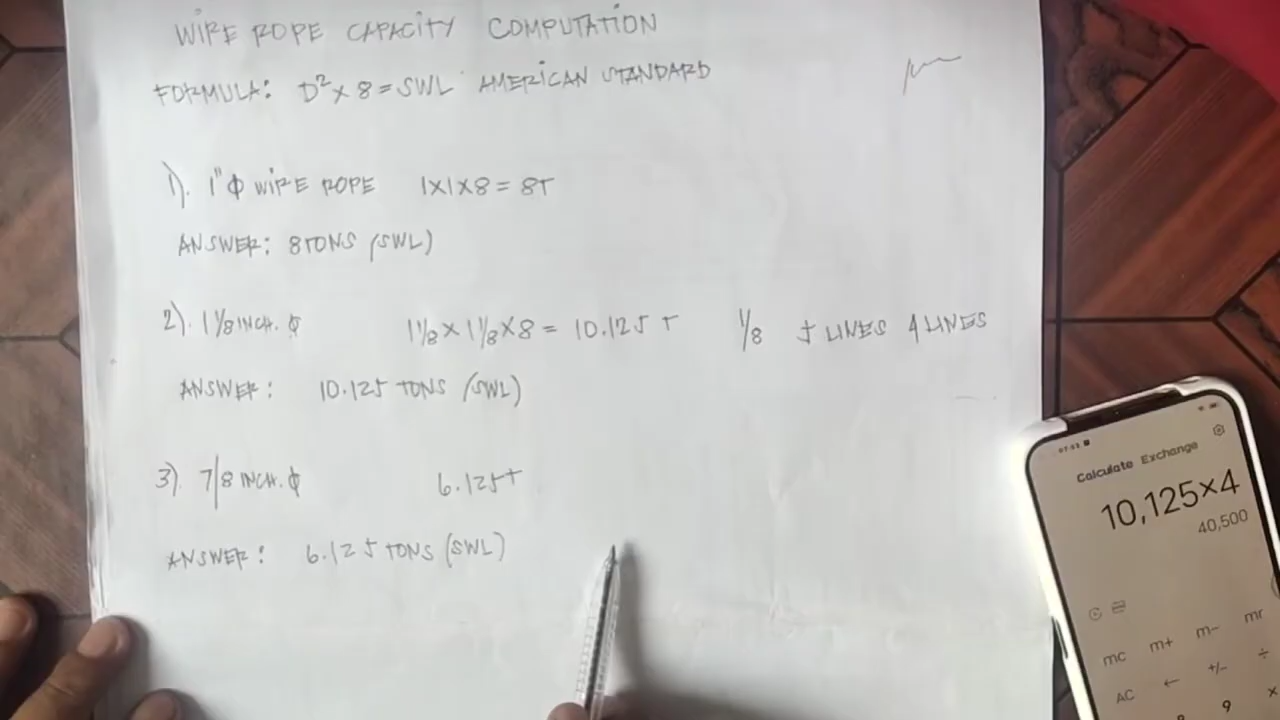 WIRE ROPE CAPACITY COMPUTATION
FORMULA: D² x 8 = SWL AMERICAN STANDARD
1). 1"φ WIRE ROPE 1x1x8 = 8T
ANSWER: 8TONS (SWL)
2). 1 1/8 INCH. φ 1 1/8 x 1 1/8 x 8 = 10.125 T 1/8 5 LINES 4 LINES
ANSWER: 10.125 TONS (SWL)
3). 7/8 INCH. φ 6.125T
ANSWER: 6.125 TONS (SWL)
Calculate Exchange
10,125×4
40,500
mc m+ m- mr
AC ← +/- ÷
9 ×